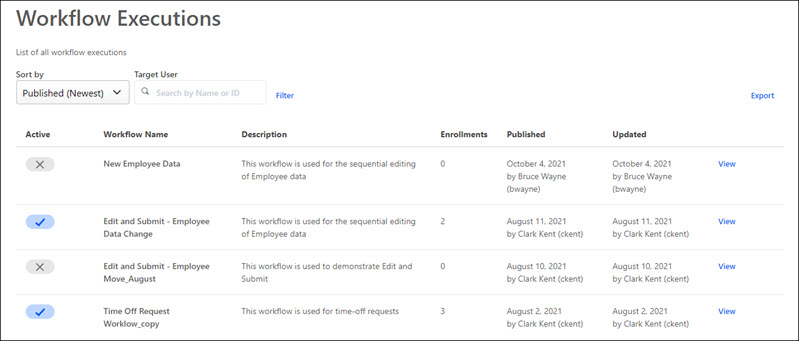 Workflow Executions
List of all workflow executions
Sort by
Target User
Published (Newest)
Search by Name or ID
Filter
Export
Active
Workflow Name
Description
Enrollments
Published
Updated
New Employee Data
This workflow is used for the sequential editing
of Employee data
0
October 4, 2021
by Bruce Wayne
(bwayne)
October 4, 2021
by Bruce Wayne
(bwayne)
View
Edit and Submit - Employee
Data Change
This workflow is used for the sequential editing
of Employee data
2
August 11, 2021
by Clark Kent (ckent)
August 11, 2021
by Clark Kent (ckent)
View
Edit and Submit - Employee
Move_August
This workflow is used to demonstrate Edit and
Submit
0
August 10, 2021
by Clark Kent (ckent)
August 10, 2021
by Clark Kent (ckent)
View
Time Off Request
Worklow_copy
This workflow is used for time-off requests
3
August 2, 2021
by Clark Kent (ckent)
August 2, 2021
by Clark Kent (ckent)
View